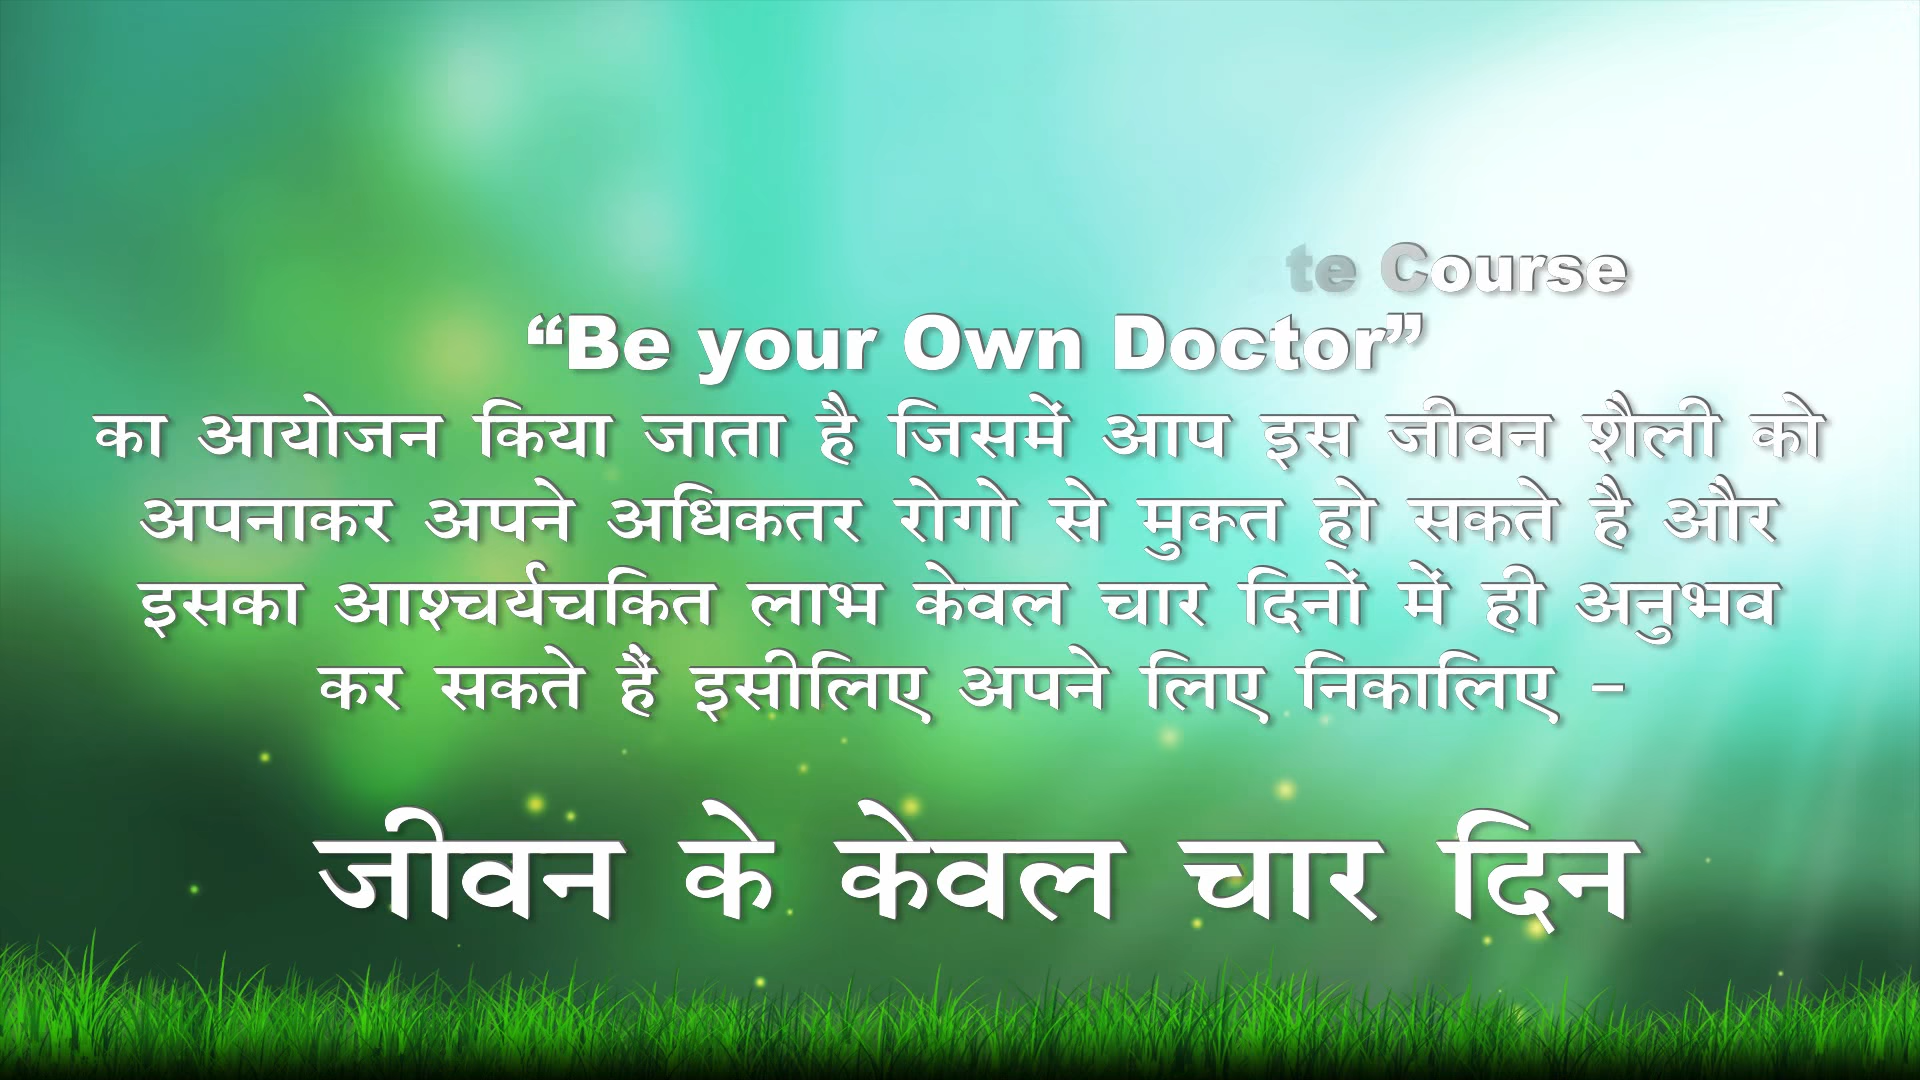 Course
“Be your Own Doctor”
का आयोजन किया जाता है जिसमें आप इस जीवन शैली को
अपनाकर अपने अधिकतर रोगो से मुक्त हो सकते है और
इसका आश्चर्यचकित लाभ केवल चार दिनों में ही अनुभव
कर सकते हैं इसीलिए अपने लिए निकालिए –
जीवन के केवल चार दिन